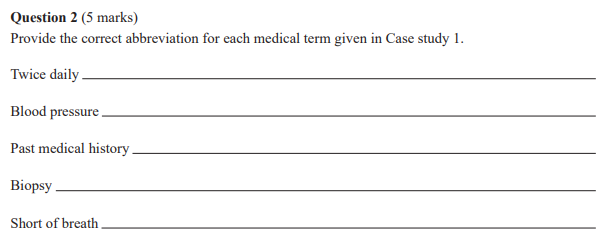 Question 2 (5 marks)
Provide the correct abbreviation for each medical term given in Case study 1.
Twice daily
Blood pressure
Past medical history
Biopsy
Short of breath